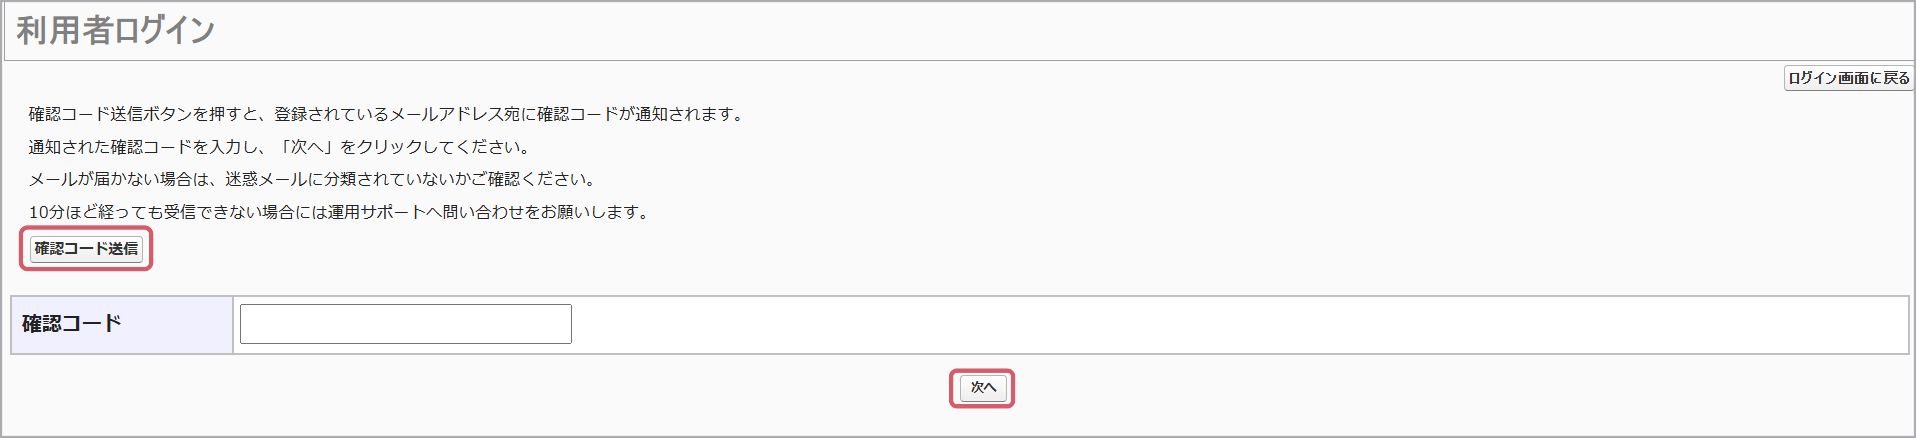 利用者ログイン
ログイン画面に戻る
確認コード送信ボタンを押すと、登録されているメールアドレス宛に確認コードが通知されます。
通知された確認コードを入力し、「次へ」をクリックしてください。
メールが届かない場合は、迷惑メールに分類されていないかご確認ください。
10分ほど経っても受信できない場合には運用サポートへ問い合わせをお願いします。
確認コード送信
確認コード
次へ